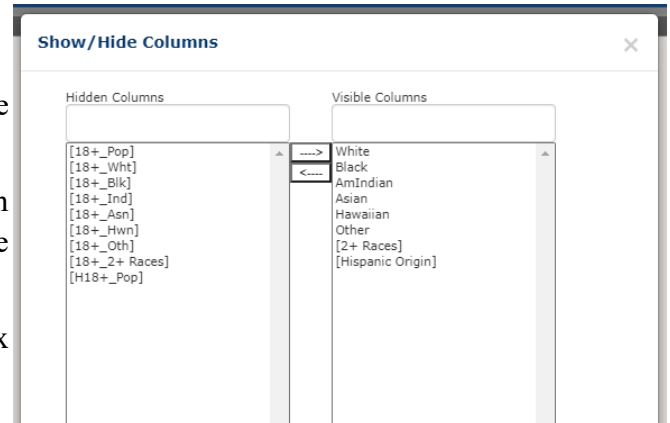 Show/Hide Columns
×
Hidden Columns
Visible Columns
[18+_Pop]
[18+_Wht]
[18+_Blk]
[18+_Ind]
[18+_Asn]
[18+_Hwn]
[18+_Oth]
[18+_2+ Races]
[H18+_Pop]
---->
<----
White
Black
AmIndian
Asian
Hawaiian
Other
[2+ Races]
[Hispanic Origin]